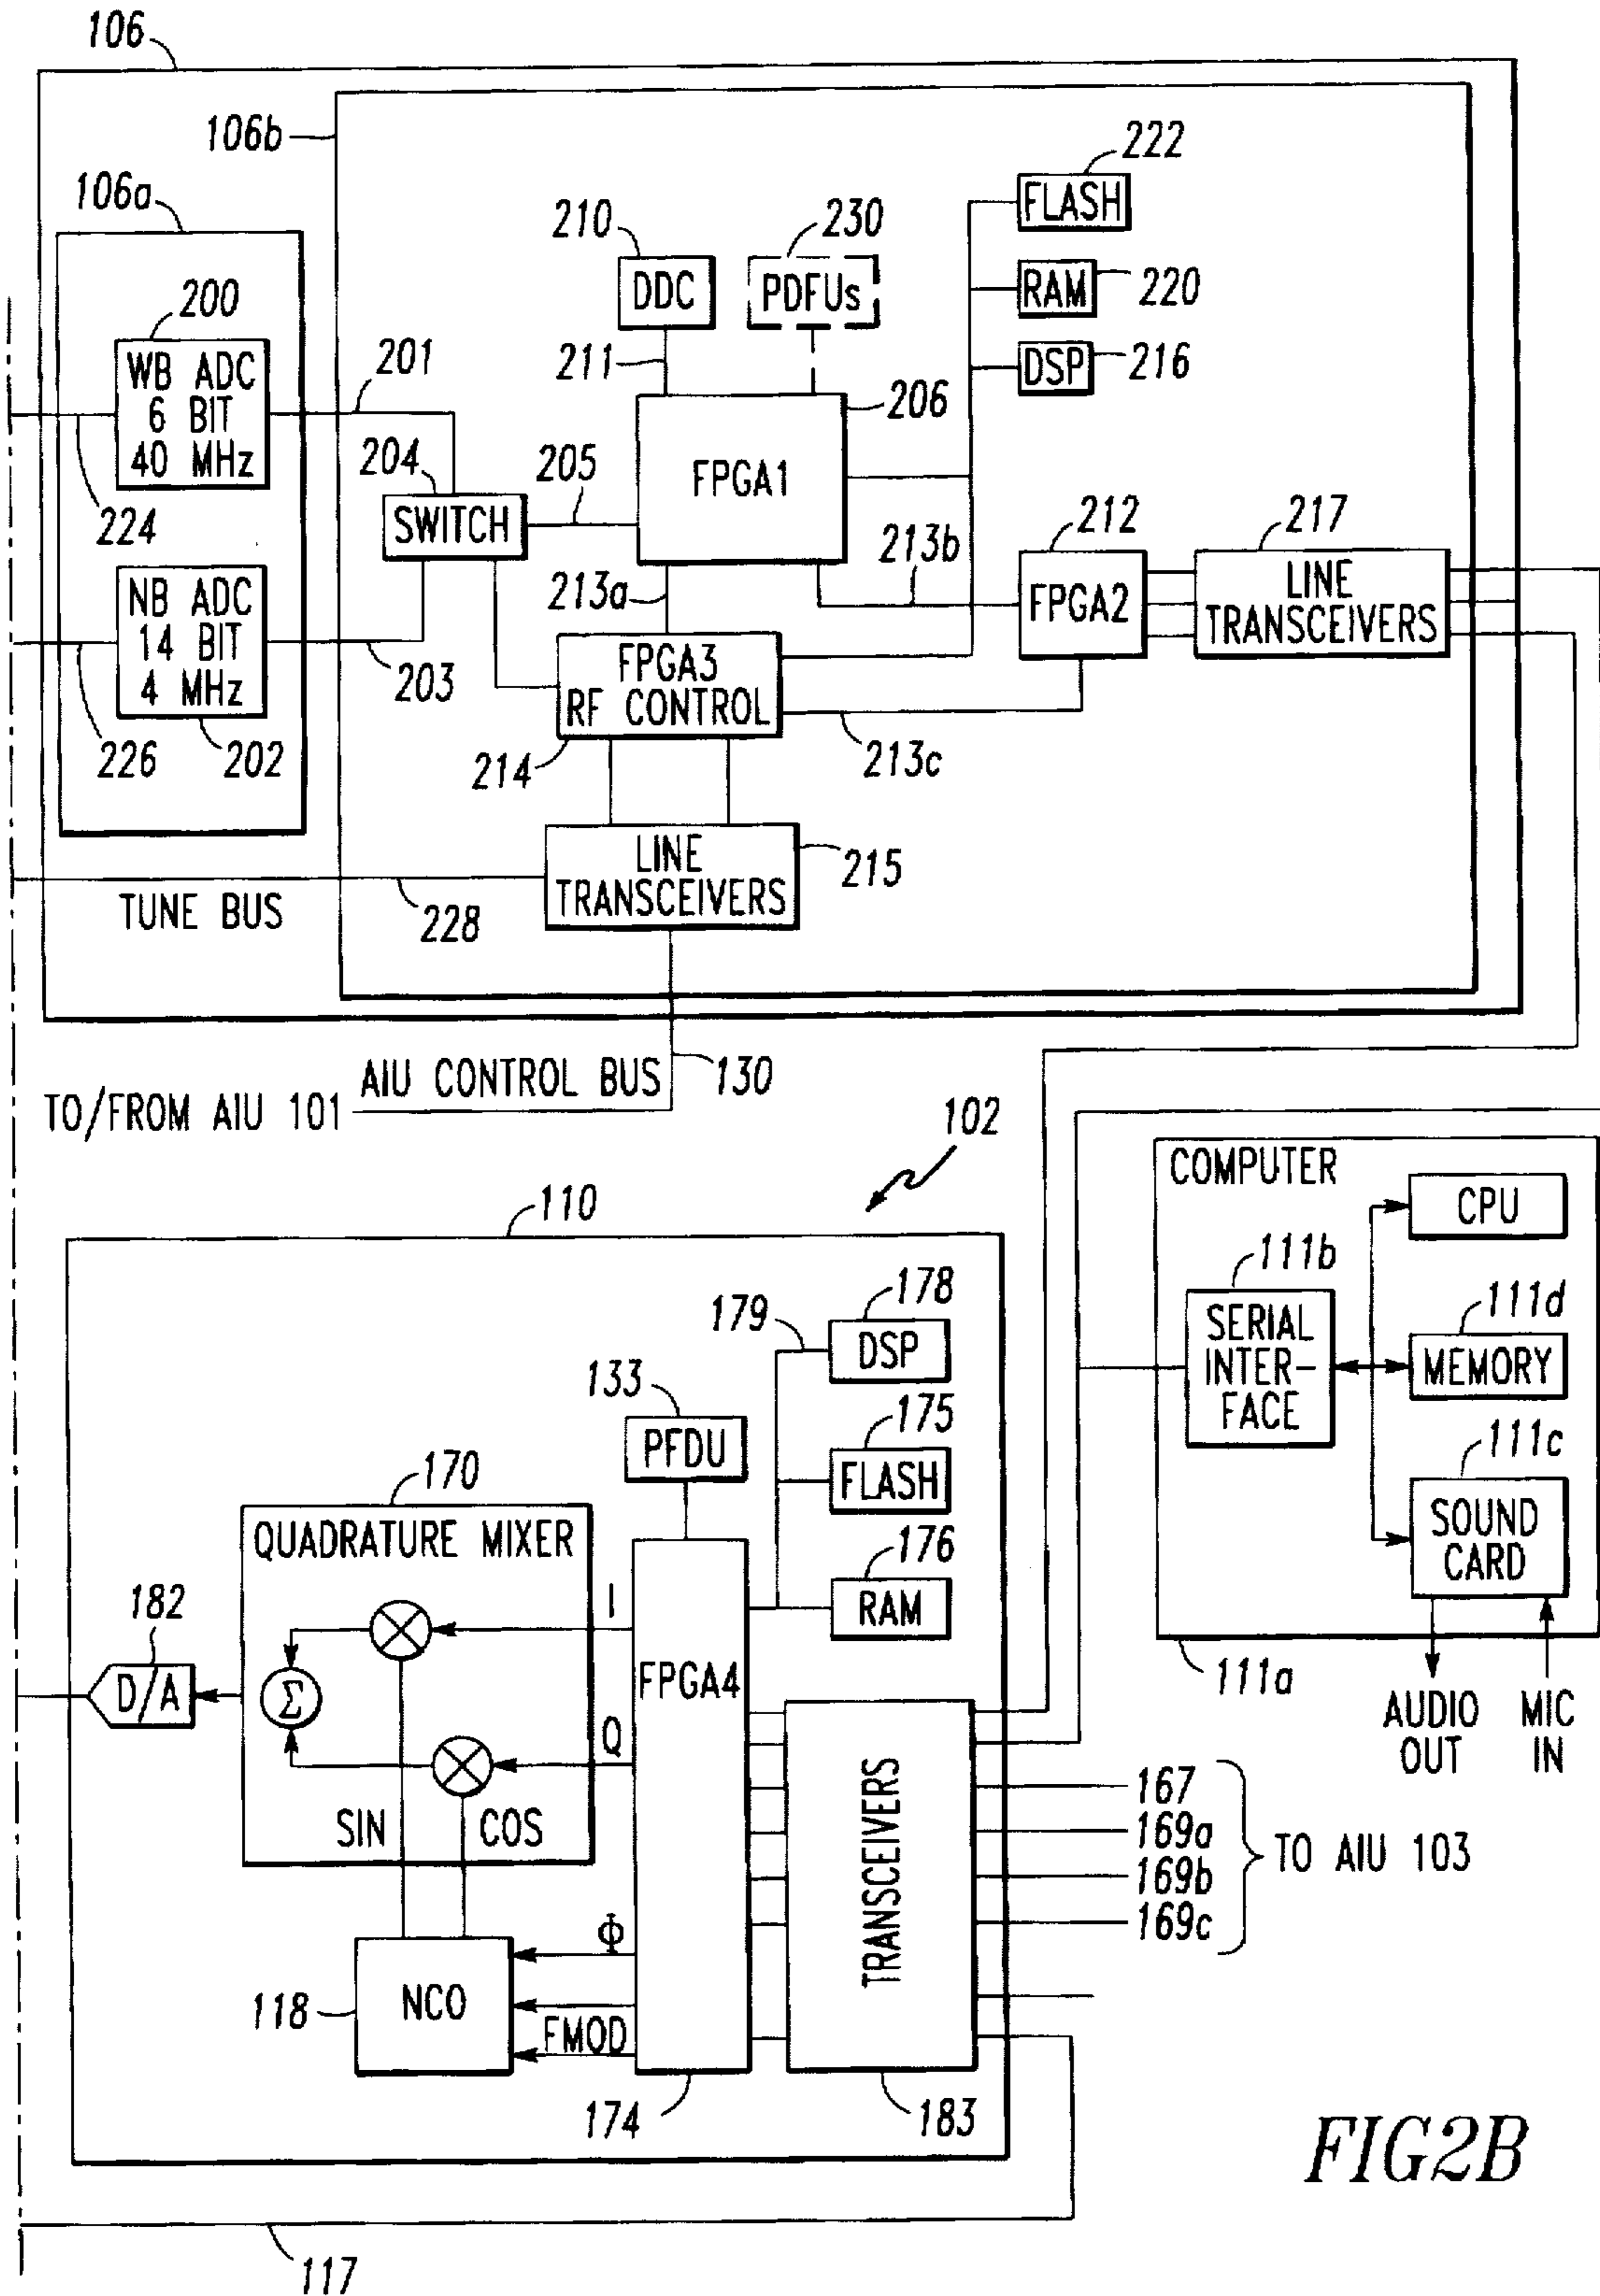 106
106b
106a
222
FLASH
210
230
DDC
PDFUs
RAM
220
200
DSP
216
WB ADC
6 BIT
40 MHz
201
211
206
204
205
FPGA1
SWITCH
224
213b
212
217
NB ADC
14 BIT
4 MHz
213a
FPGA2
LINE
TRANSCEIVERS
FPGA3
RF CONTROL
203
226
202
214
213c
LINE
TRANSCEIVERS
215
TUNE BUS
228
AIU CONTROL BUS
130
TO/FROM AIU 101
102
COMPUTER
CPU
110
111b
SERIAL
INTER-
FACE
111d
MEMORY
178
179
DSP
133
PFDU
175
FLASH
111c
SOUND
CARD
170
QUADRATURE MIXER
176
RAM
I
182
D/A
Σ
FPGA4
111a
AUDIO
OUT
MIC
IN
Q
SIN
COS
TRANSCEIVERS
167
169a
169b
169c
TO AIU 103
Φ
118
NCO
FMOD
174
183
FIG2B
117